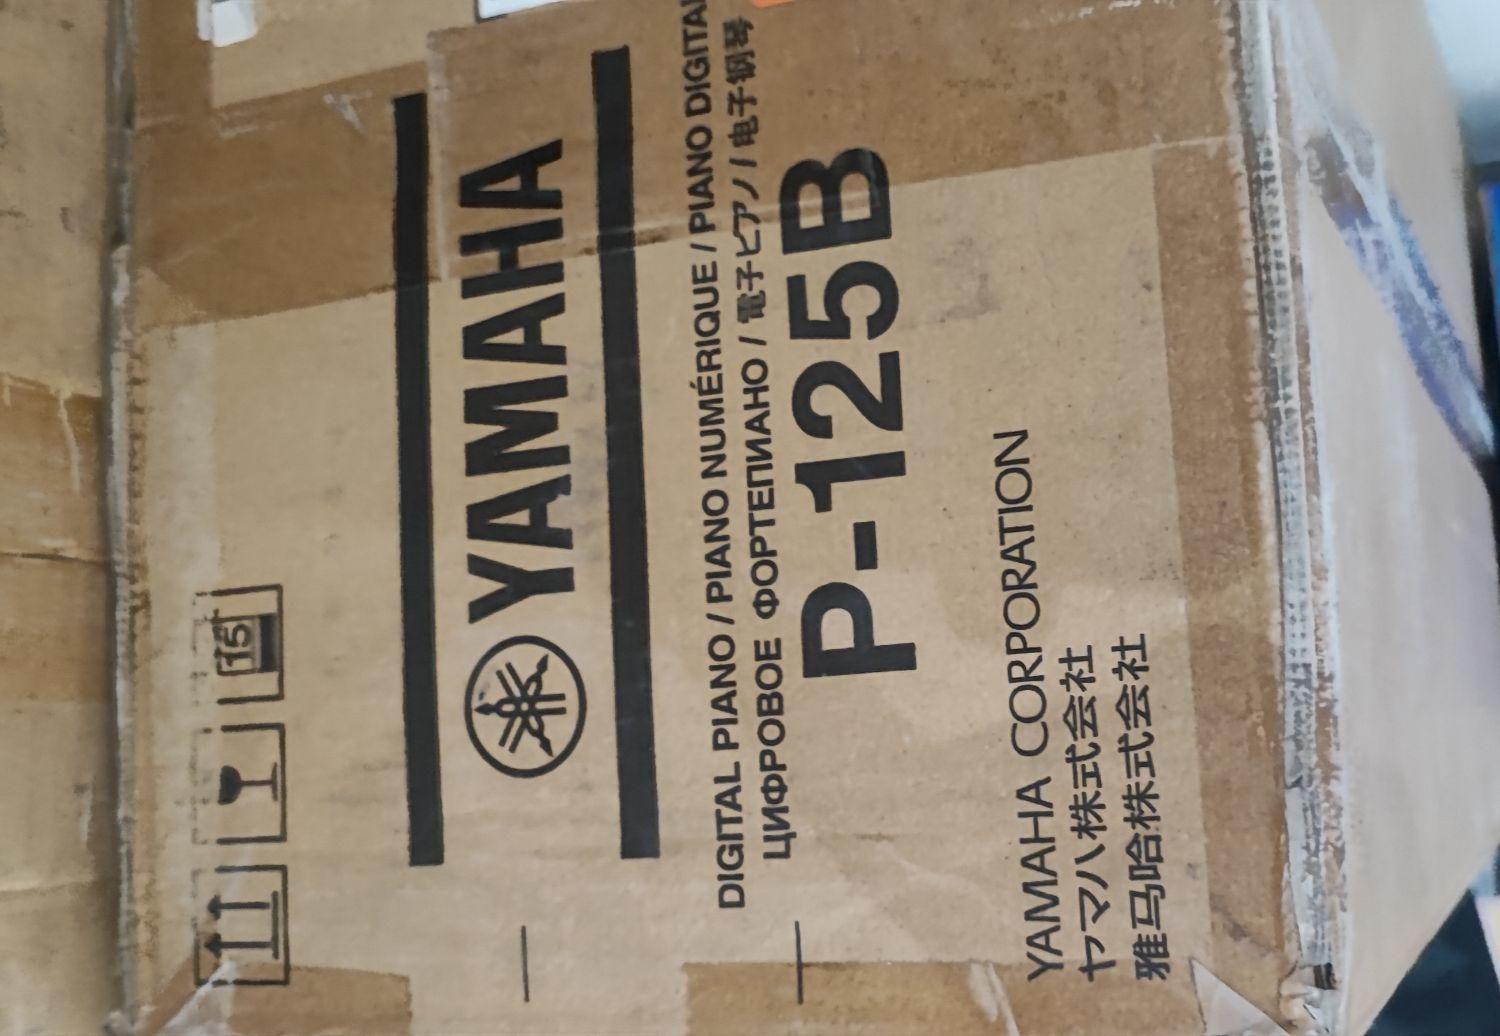 15
YAMAHA
DIGITAL PIANO / PIANO NUMÉRIQUE / PIANO DIGITAL
ЦИФРОВОЕ ФОРТЕПИАНО / 電子ピアノ / 电子钢琴
P-125B
YAMAHA CORPORATION
ヤマハ株式会社
雅马哈株式会社